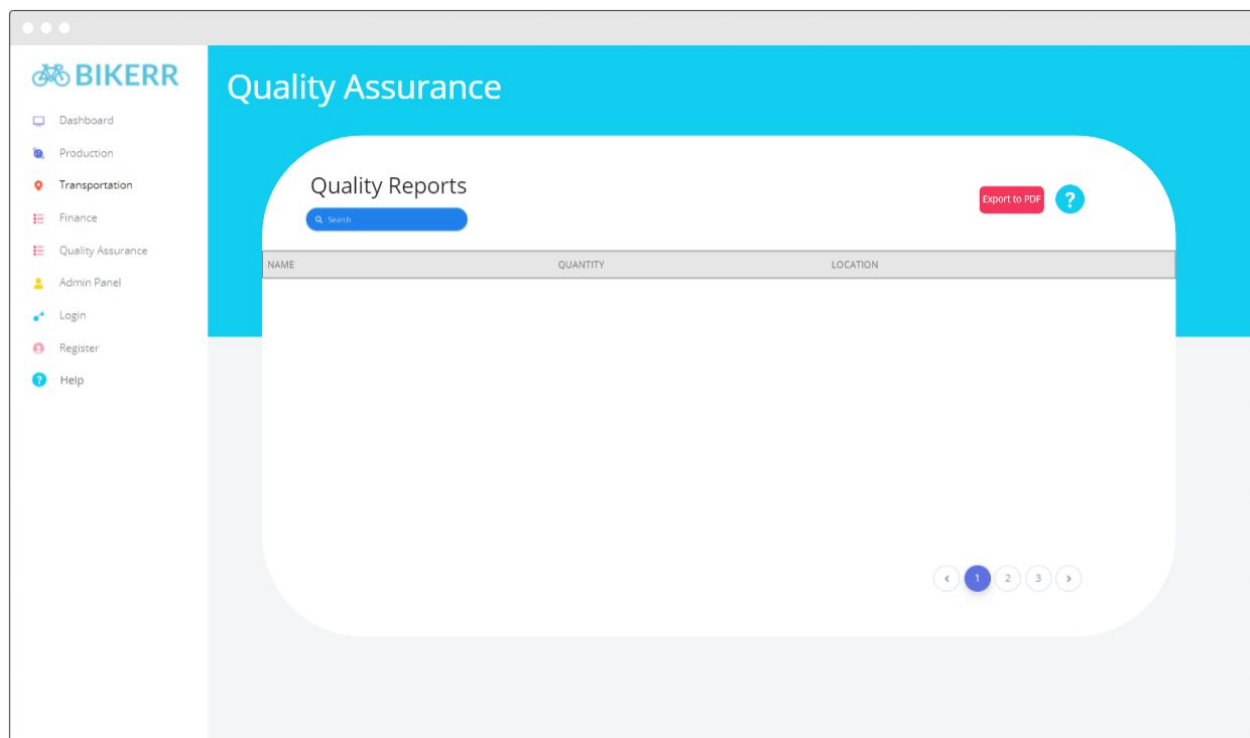 BIKERR
Dashboard
Production
Transportation
Finance
Quality Assurance
Admin Panel
Login
Register
? Help
Quality Assurance
Quality Reports
Search
Export to PDF ?
NAME QUANTITY LOCATION
‹ 1 2 3 ›